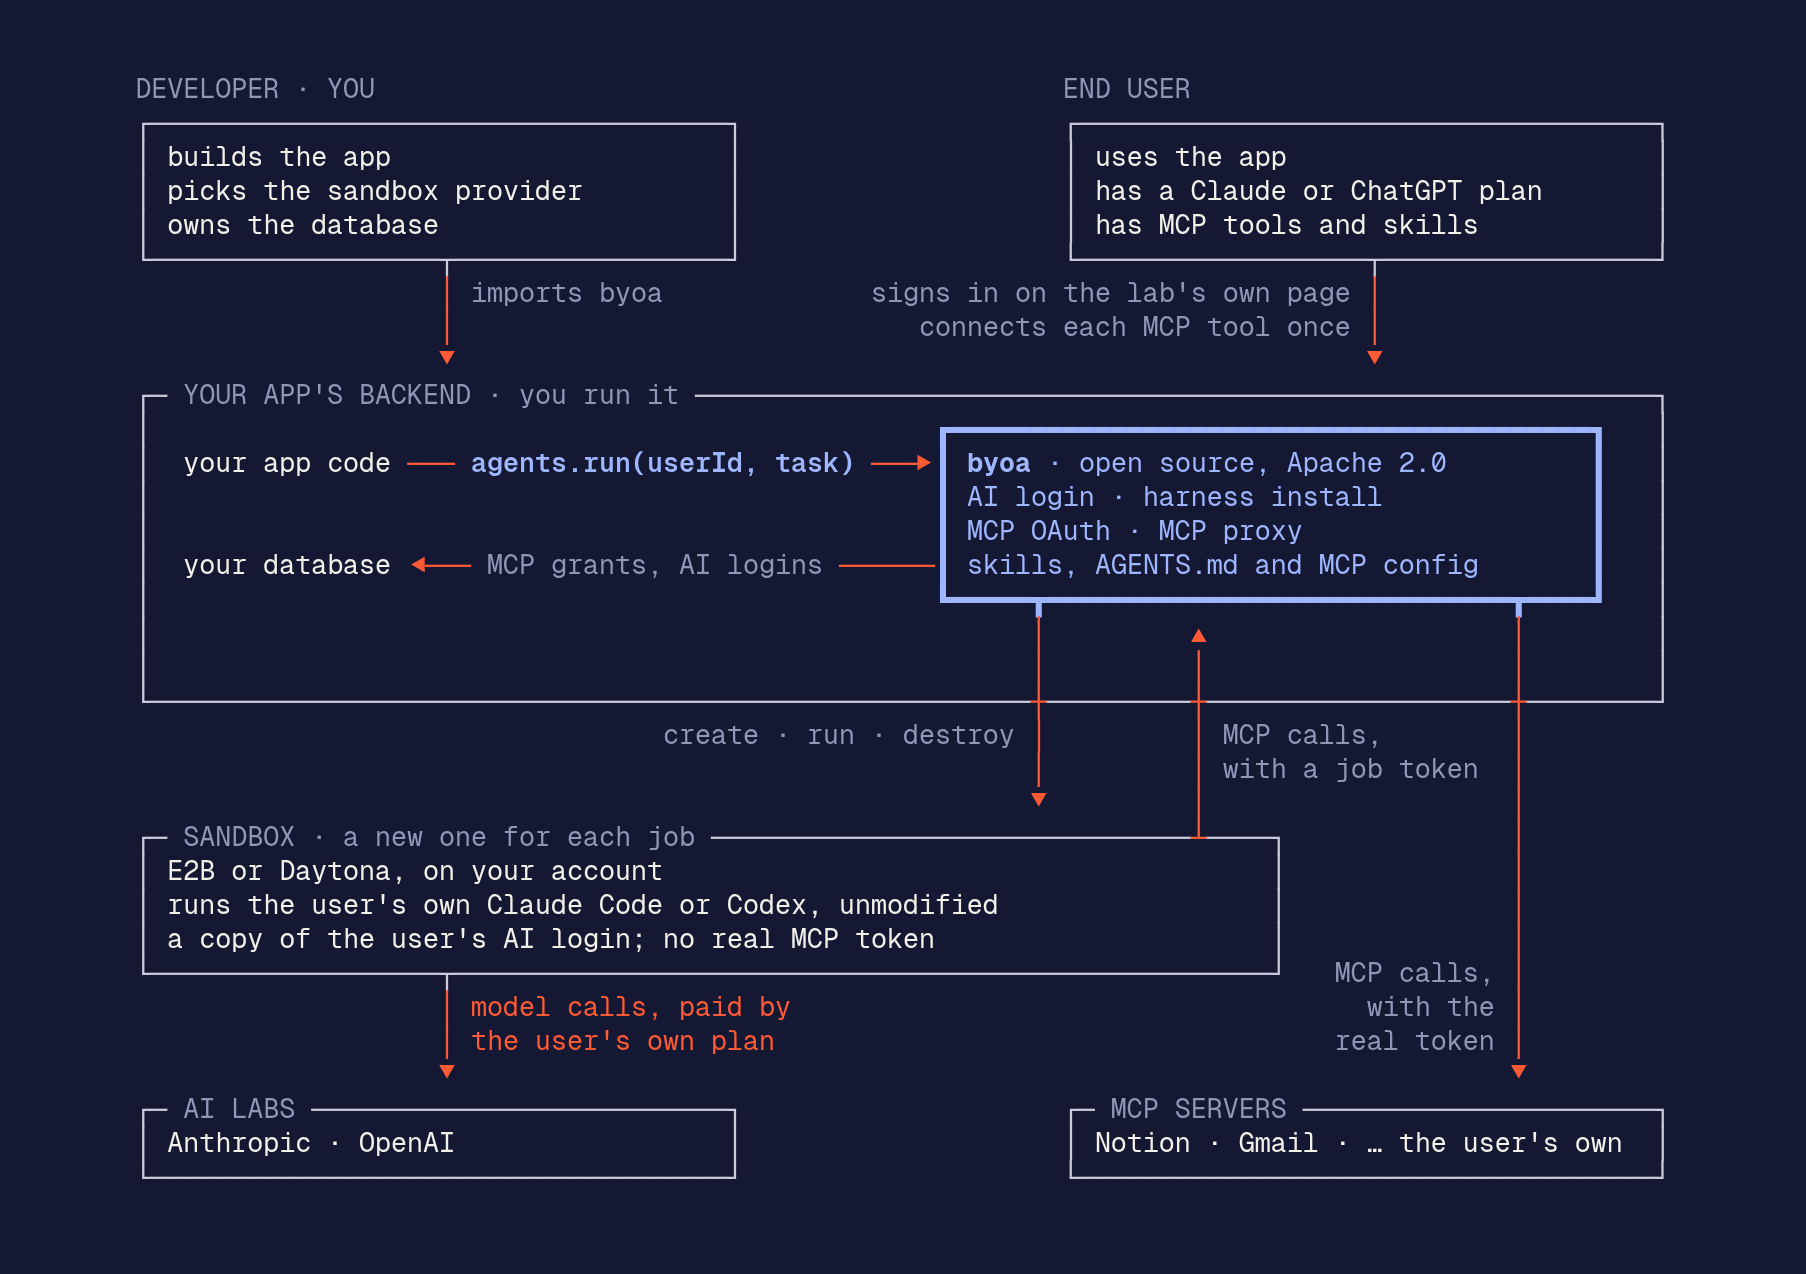 DEVELOPER · YOU
END USER
builds the app
picks the sandbox provider
owns the database
uses the app
has a Claude or ChatGPT plan
has MCP tools and skills
imports byoa
signs in on the lab's own page
connects each MCP tool once
YOUR APP'S BACKEND · you run it
your app code
agents.run(userId, task)
byoa · open source, Apache 2.0
AI login · harness install
MCP OAuth · MCP proxy
skills, AGENTS.md and MCP config
your database
MCP grants, AI logins
create · run · destroy
MCP calls,
with a job token
SANDBOX · a new one for each job
E2B or Daytona, on your account
runs the user's own Claude Code or Codex, unmodified
a copy of the user's AI login; no real MCP token
model calls, paid by
the user's own plan
MCP calls,
with the
real token
AI LABS
Anthropic · OpenAI
MCP SERVERS
Notion · Gmail · … the user's own